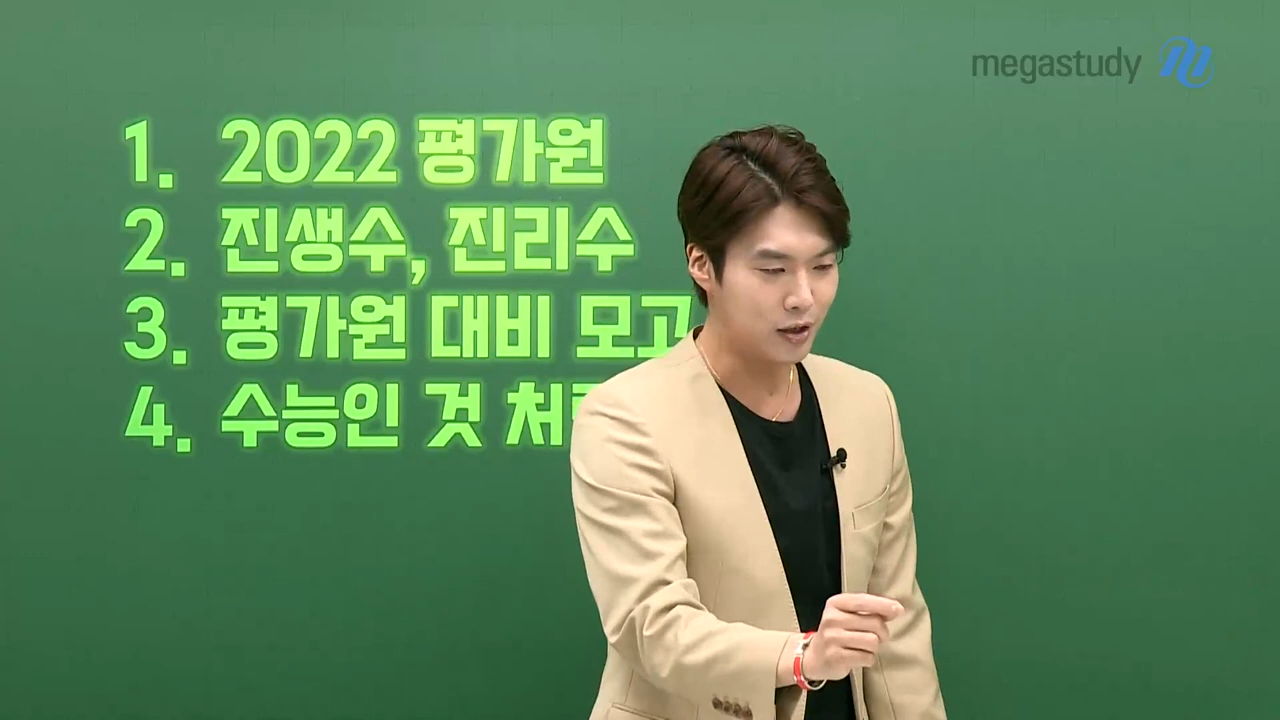 megastudy
1. 2022 평가원
2. 진생수, 진리수
3. 평가원 대비 모고
4. 수능인 것